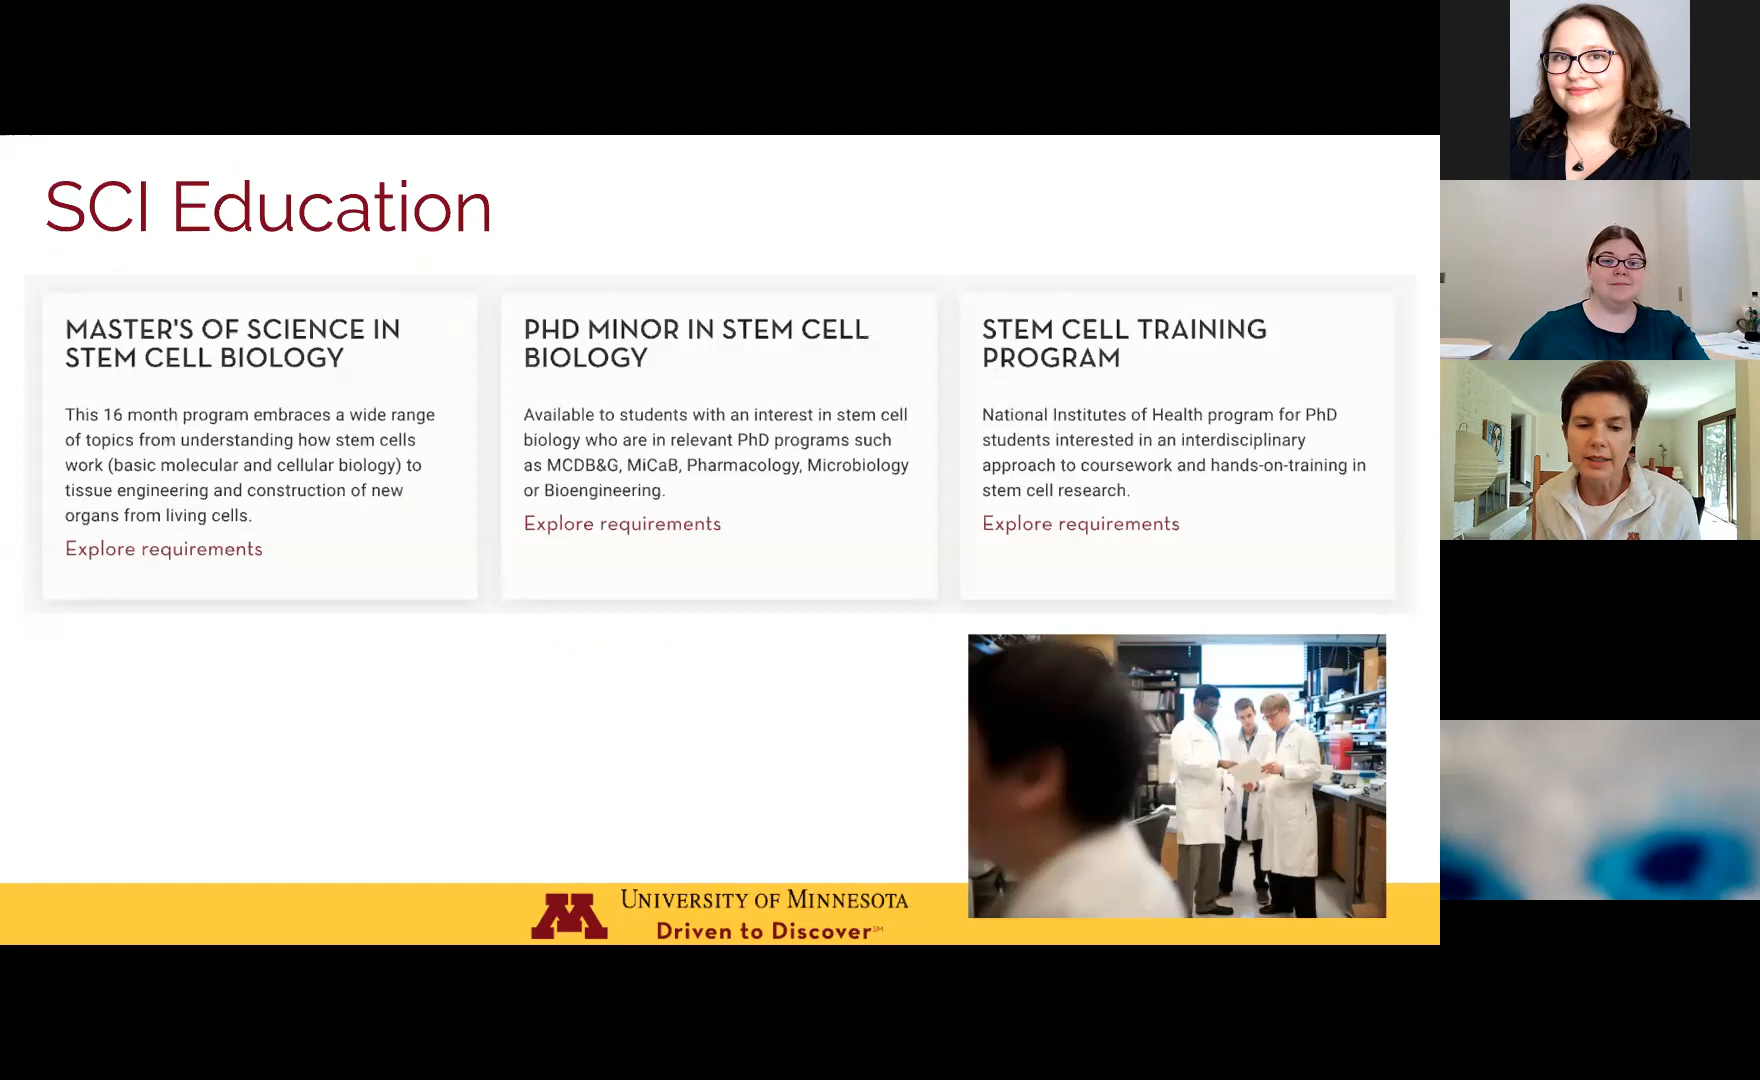 SCI Education
MASTER'S OF SCIENCE IN
STEM CELL BIOLOGY
This 16 month program embraces a wide range
of topics from understanding how stem cells
work (basic molecular and cellular biology) to
tissue engineering and construction of new
organs from living cells.
Explore requirements
PHD MINOR IN STEM CELL
BIOLOGY
Available to students with an interest in stem cell
biology who are in relevant PhD programs such
as MCDB&G, MiCaB, Pharmacology, Microbiology
or Bioengineering.
Explore requirements
STEM CELL TRAINING
PROGRAM
National Institutes of Health program for PhD
students interested in an interdisciplinary
approach to coursework and hands-on-training in
stem cell research.
Explore requirements
M
UNIVERSITY OF MINNESOTA
Driven to Discover℠